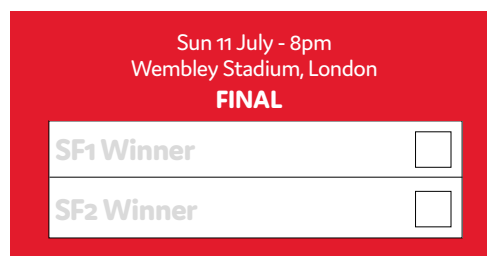 Sun 11 July - 8pm
Wembley Stadium, London
FINAL
SF1 Winner
SF2 Winner